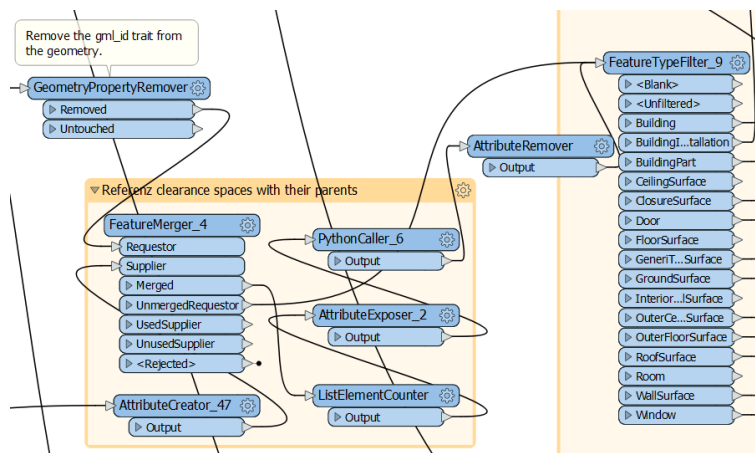 Remove the gml_id trait from
the geometry.
GeometryPropertyRemover
Removed
Untouched
Referenz clearance spaces with their parents
FeatureMerger_4
Requestor
Supplier
Merged
UnmergedRequestor
UsedSupplier
UnusedSupplier
<Rejected>
AttributeCreator_47
Output
PythonCaller_6
Output
AttributeExposer_2
Output
ListElementCounter
Output
AttributeRemover
Output
FeatureTypeFilter_9
<Blank>
<Unfiltered>
Building
BuildingI...tallation
BuildingPart
CeilingSurface
ClosureSurface
Door
FloorSurface
GeneriT...Surface
GroundSurface
Interior...lSurface
OuterCe...Surface
OuterFloorSurface
RoofSurface
Room
WallSurface
Window